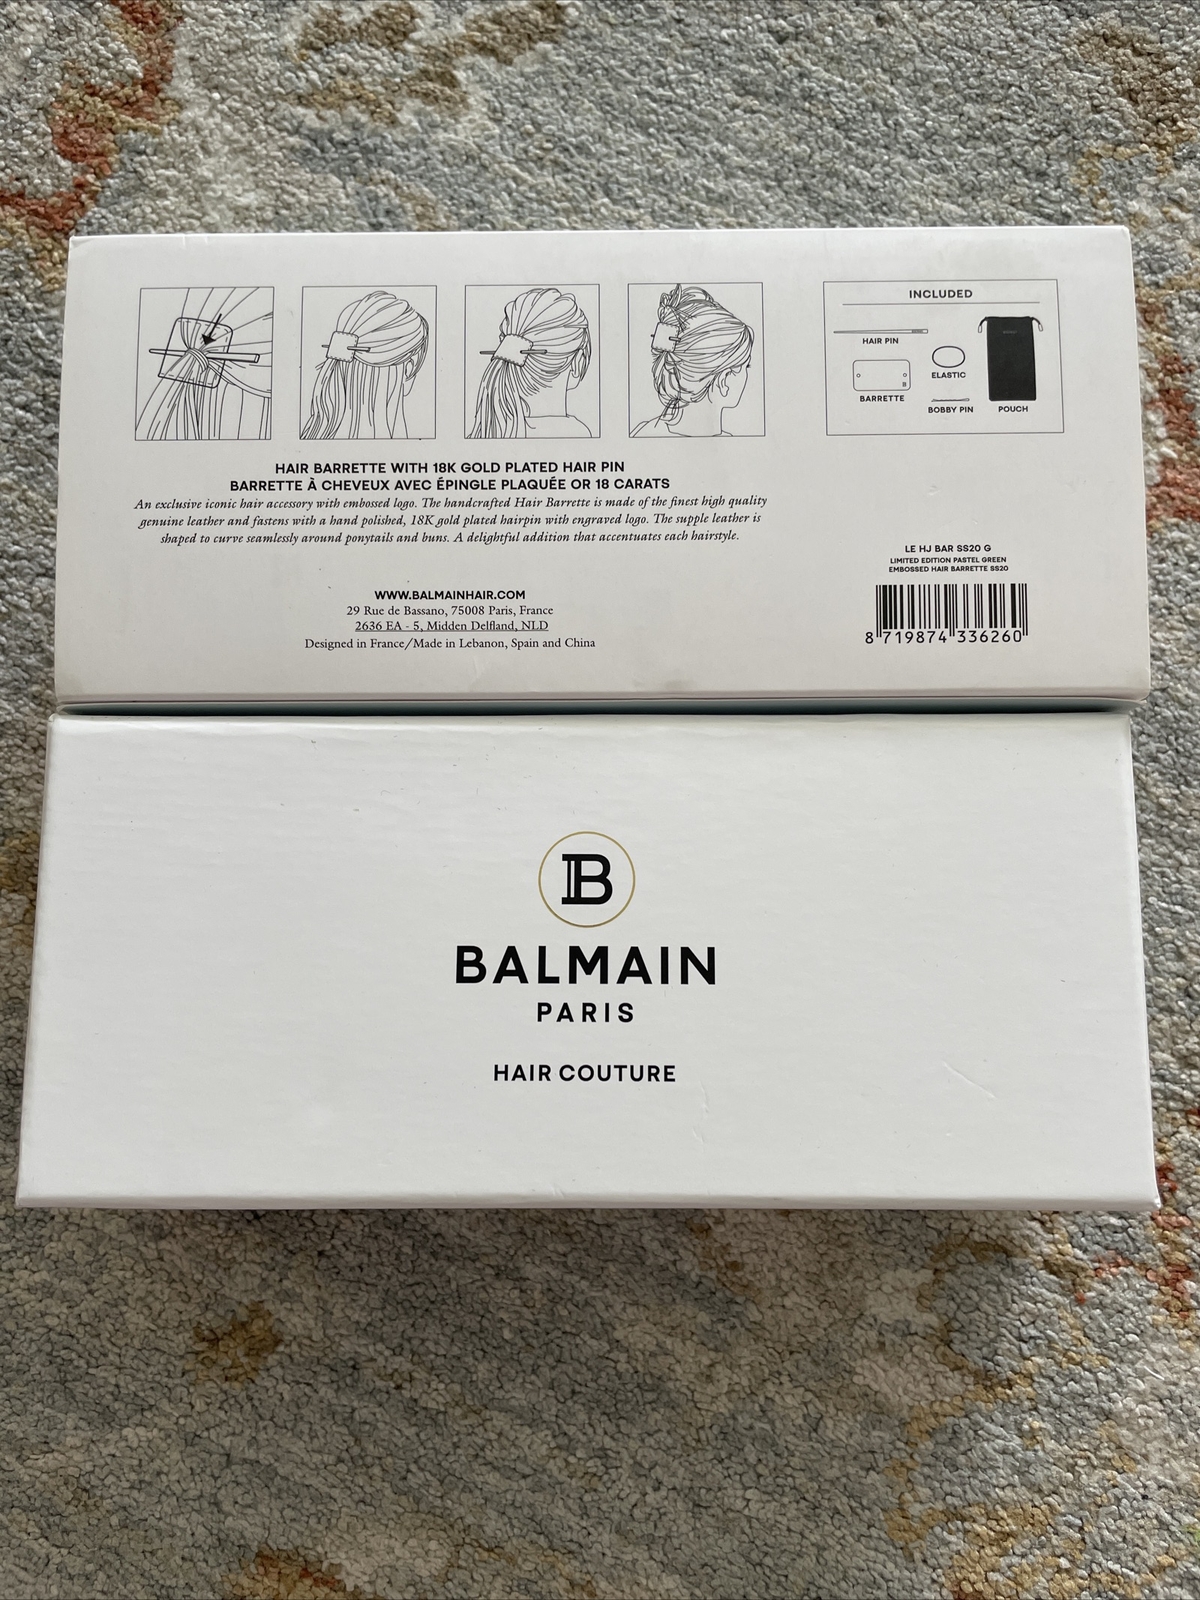 INCLUDED
HAIR PIN
ELASTIC
BARRETTE
BOBBY PIN
POUCH
HAIR BARRETTE WITH 18K GOLD PLATED HAIR PIN
BARRETTE À CHEVEUX AVEC ÉPINGLE PLAQUÉE OR 18 CARATS
An exclusive iconic hair accessory with embossed logo. The handcrafted Hair Barrette is made of the finest high quality
genuine leather and fastens with a hand polished, 18K gold plated hairpin with engraved logo. The supple leather is
shaped to curve seamlessly around ponytails and buns. A delightful addition that accentuates each hairstyle.
WWW.BALMAINHAIR.COM
29 Rue de Bassano, 75008 Paris, France
2636 EA - 5, Midden Delfland, NLD
Designed in France/Made in Lebanon, Spain and China
LE HJ BAR SS20 G
LIMITED EDITION PASTEL GREEN
EMBOSSED HAIR BARRETTE SS20
8 719874 336260
B
BALMAIN
PARIS
HAIR COUTURE